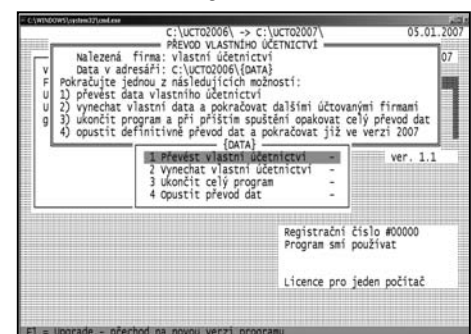 C:\WINDOWS\system32\cmd.exe
C:\UCTO2006\ -> C:\UCTO2007\ 05.01.2007
PŘEVOD VLASTNÍHO ÚČETNICTVÍ
Nalezená firma: vlastní účetnictví
Data v adresáři: C:\UCTO2006\{DATA}
Pokračujte jednou z následujících možností:
1) převést data vlastního účetnictví
2) vynechat vlastní data a pokračovat dalšími účtovanými firmami
3) ukončit program a při příštím spuštění opakovat celý převod dat
4) opustit definitivně převod dat a pokračovat již ve verzi 2007
V
F
U
U
g
07
{DATA}
1 Převést vlastní účetnictví -
2 Vynechat vlastní účetnictví -
3 Ukončit celý program -
4 Opustit převod dat -
ver. 1.1
Registrační číslo #00000
Program smí používat
Licence pro jeden počítač
F1 = Upgrade - přechod na novou verzi programu